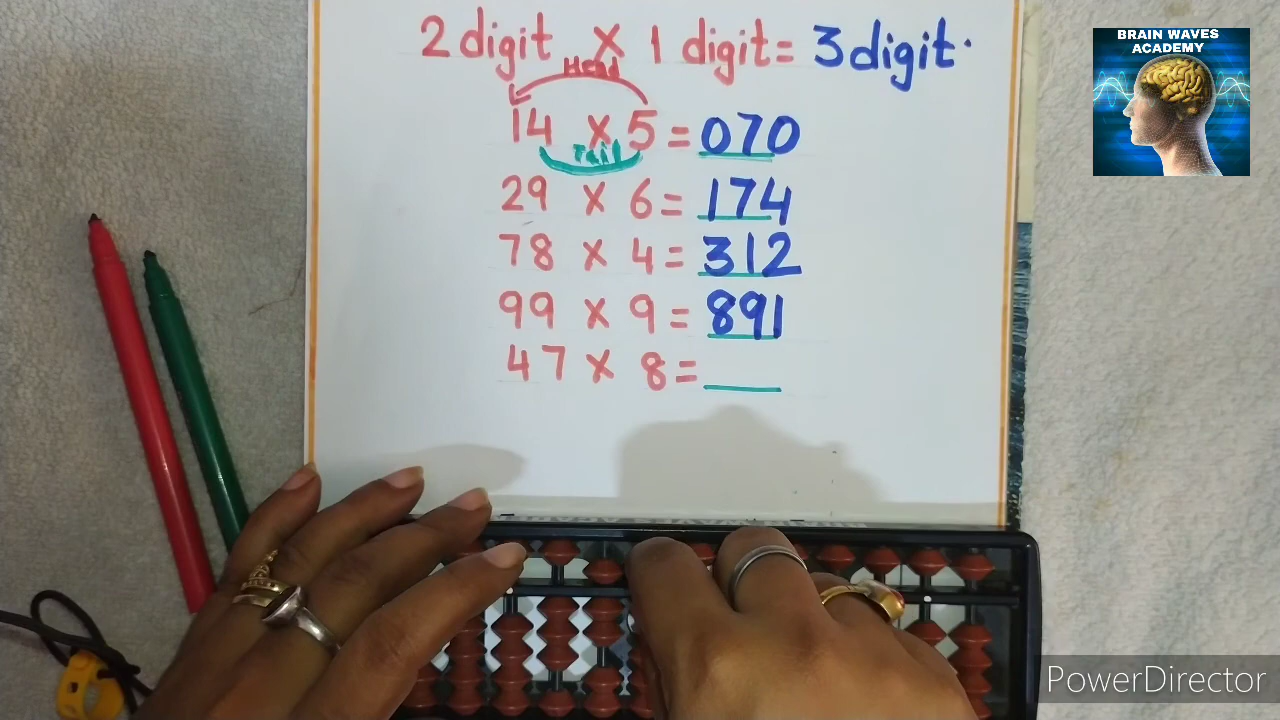 2 digit × 1 digit = 3 digit.
Head
14 × 5 = 070
Tail
29 × 6 = 174
78 × 4 = 312
99 × 9 = 891
47 × 8 = __
BRAIN WAVES
ACADEMY
PowerDirector